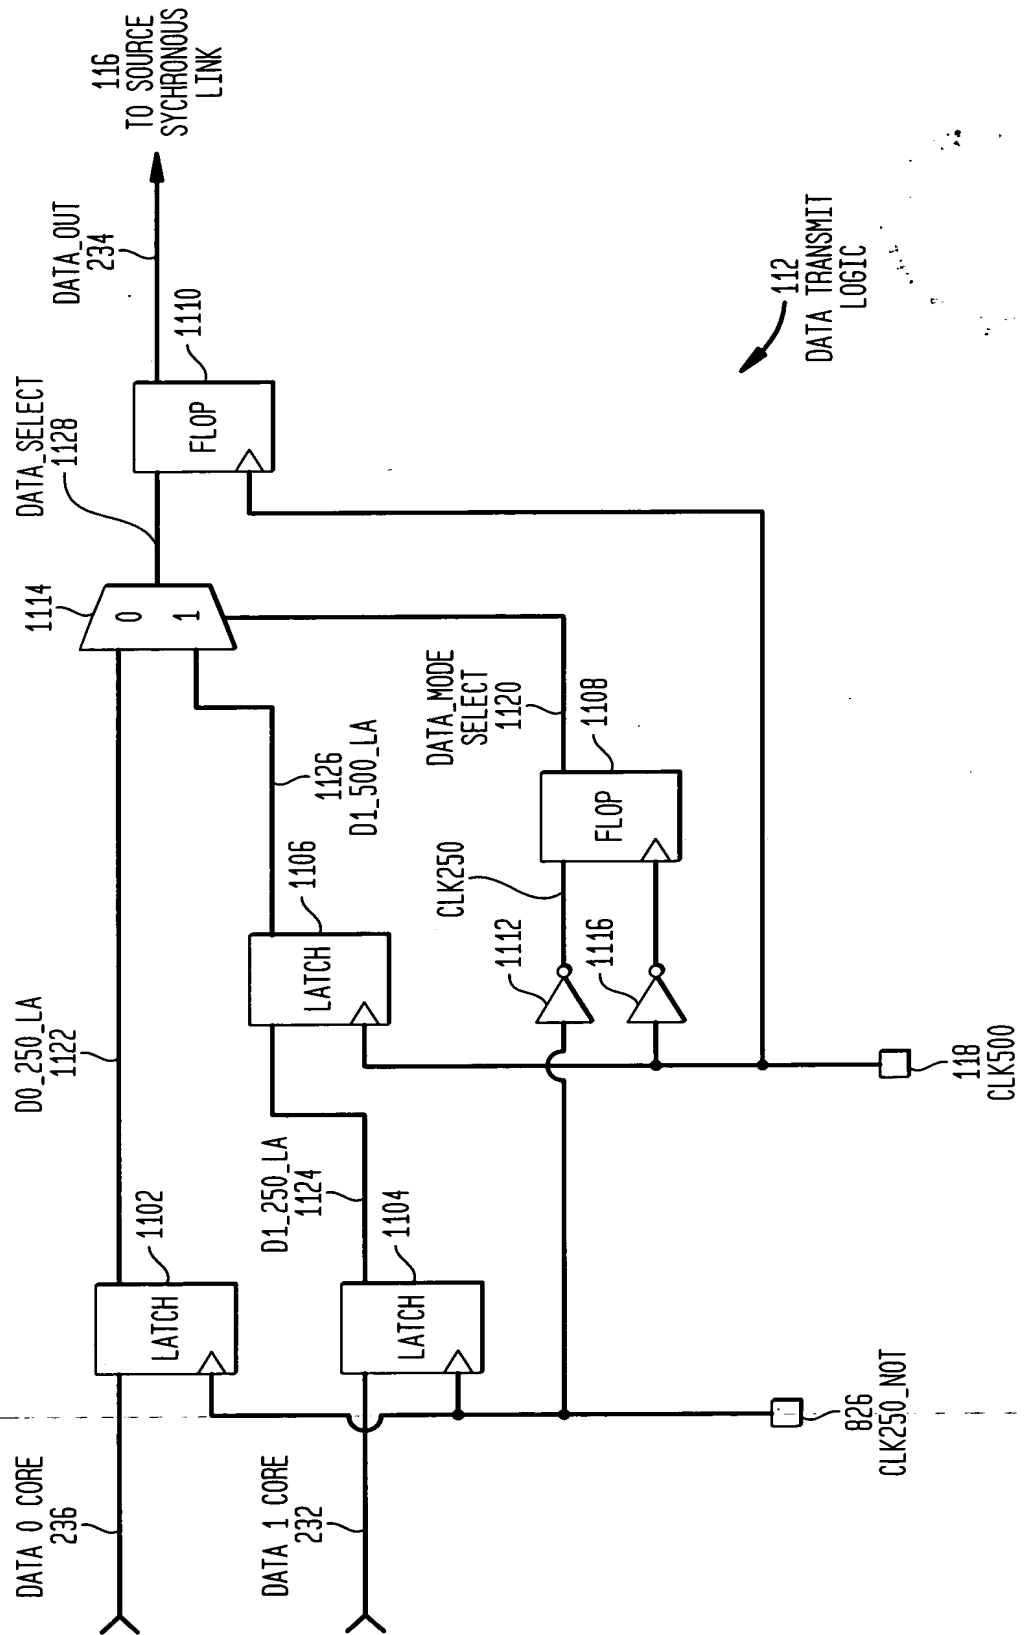 116
TO SOURCE
SYCHRONOUS
LINK
DATA_OUT
234
1110
FLOP
DATA_SELECT
1128
1114
0
1
112
DATA TRANSMIT
LOGIC
DATA_MODE
SELECT
1120
1108
FLOP
CLK250
1112
1116
1126
D1_500_LA
1106
LATCH
D0_250_LA
1122
D1_250_LA
1124
1102
LATCH
1104
LATCH
118
CLK500
826
CLK250_NOT
DATA 0 CORE
236
DATA 1 CORE
232